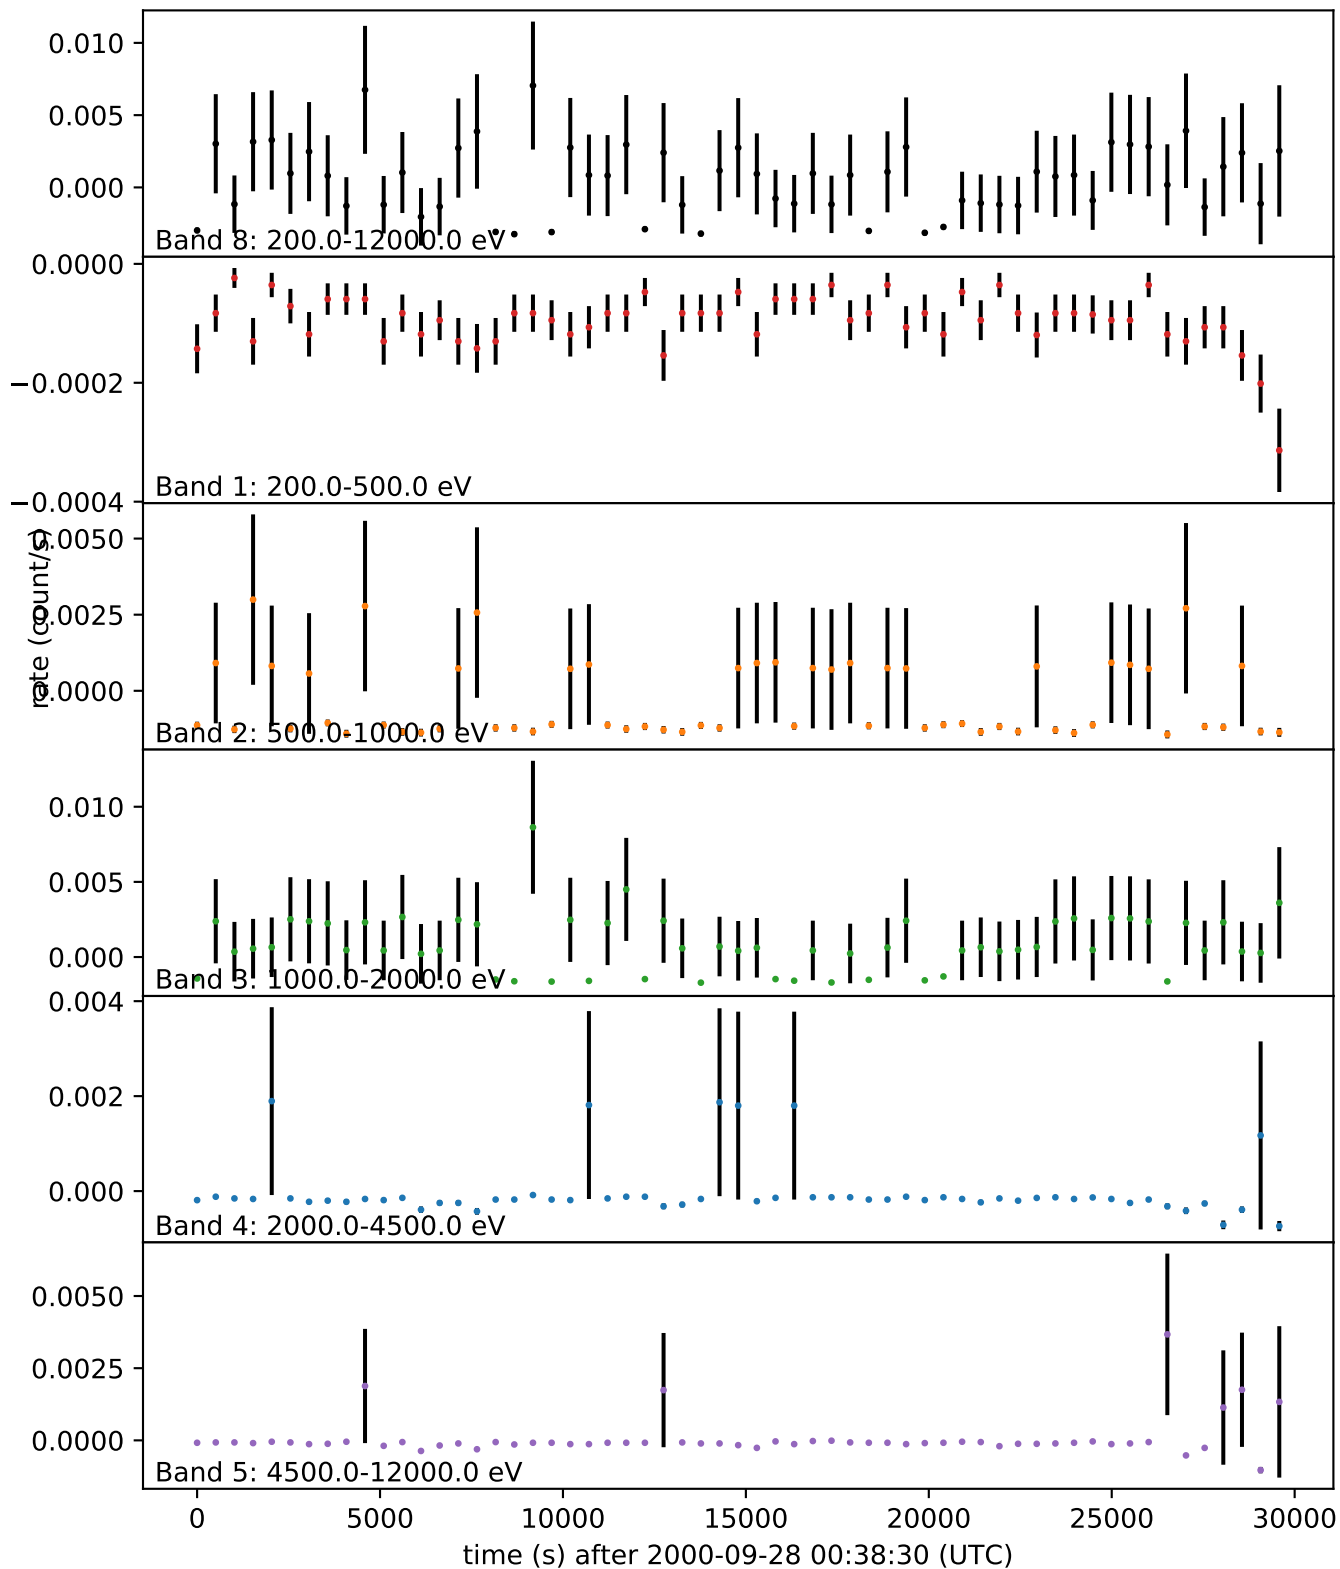 0.010
0.005
0.000
Band 8: 200.0-12000.0 eV
0.0000
−0.0002
−0.0004
Band 1: 200.0-500.0 eV
rate (count/s)
0.0050
0.0025
0.0000
Band 2: 500.0-1000.0 eV
0.010
0.005
0.000
Band 3: 1000.0-2000.0 eV
0.004
0.002
0.000
Band 4: 2000.0-4500.0 eV
0.0050
0.0025
0.0000
Band 5: 4500.0-12000.0 eV
0 5000 10000 15000 20000 25000 30000
time (s) after 2000-09-28 00:38:30 (UTC)